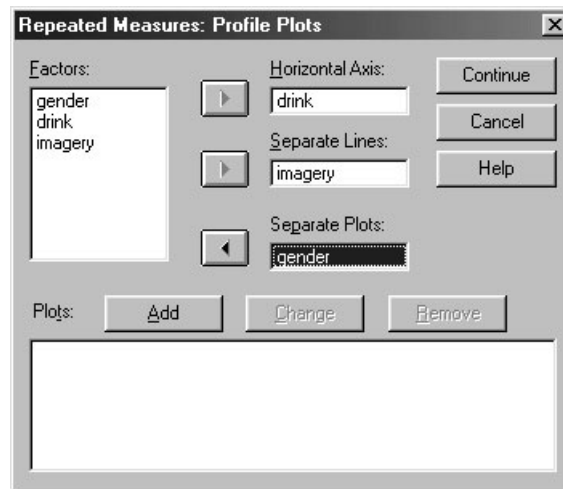 Repeated Measures: Profile Plots
Factors:
gender
drink
imagery
Horizontal Axis:
drink
Separate Lines:
imagery
Separate Plots:
gender
Continue
Cancel
Help
Plots:
Add
Change
Remove